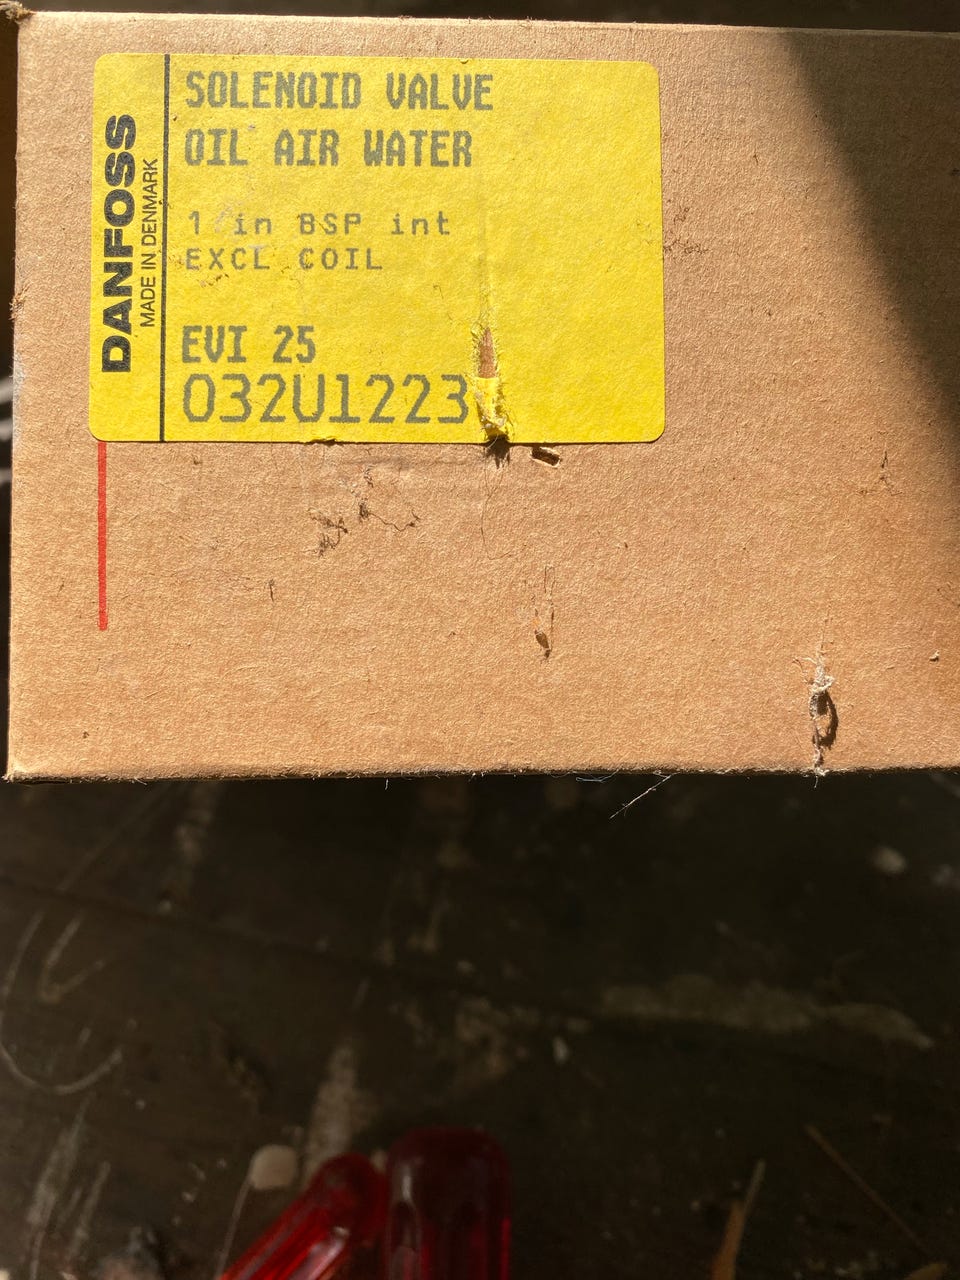 DANFOSS
MADE IN DENMARK
SOLENOID VALVE
OIL AIR WATER
1 in BSP int
EXCL COIL
EVI 25
032U1223